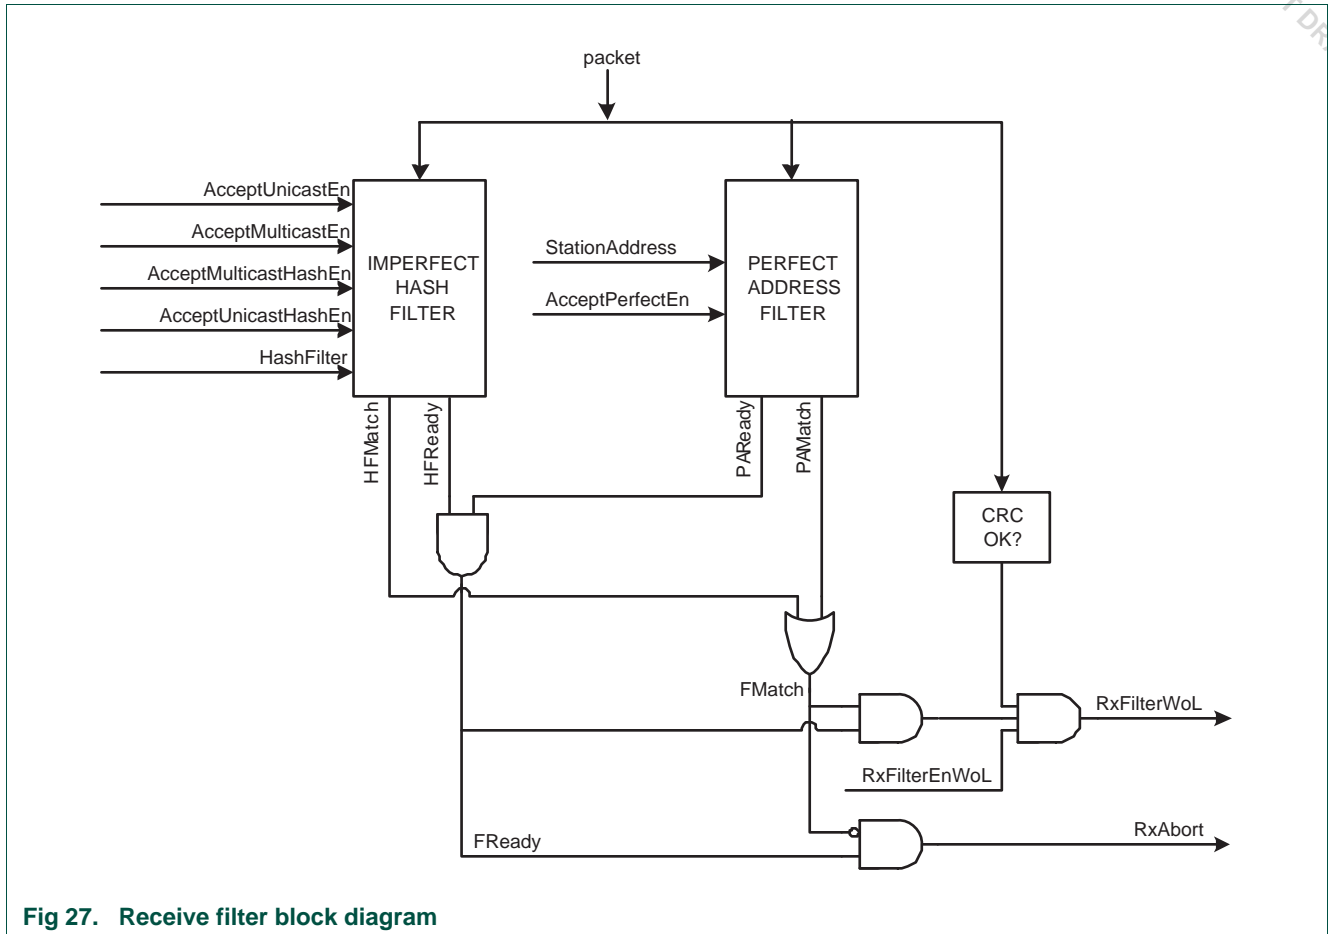 packet
AcceptUnicastEn
AcceptMulticastEn
AcceptMulticastHashEn
AcceptUnicastHashEn
HashFilter
IMPERFECT
HASH
FILTER
StationAddress
AcceptPerfectEn
PERFECT
ADDRESS
FILTER
HFMatch
HFReady
PAReady
PAMatch
CRC
OK?
FMatch
RxFilterWoL
RxFilterEnWoL
RxAbort
FReady
Fig 27. Receive filter block diagram